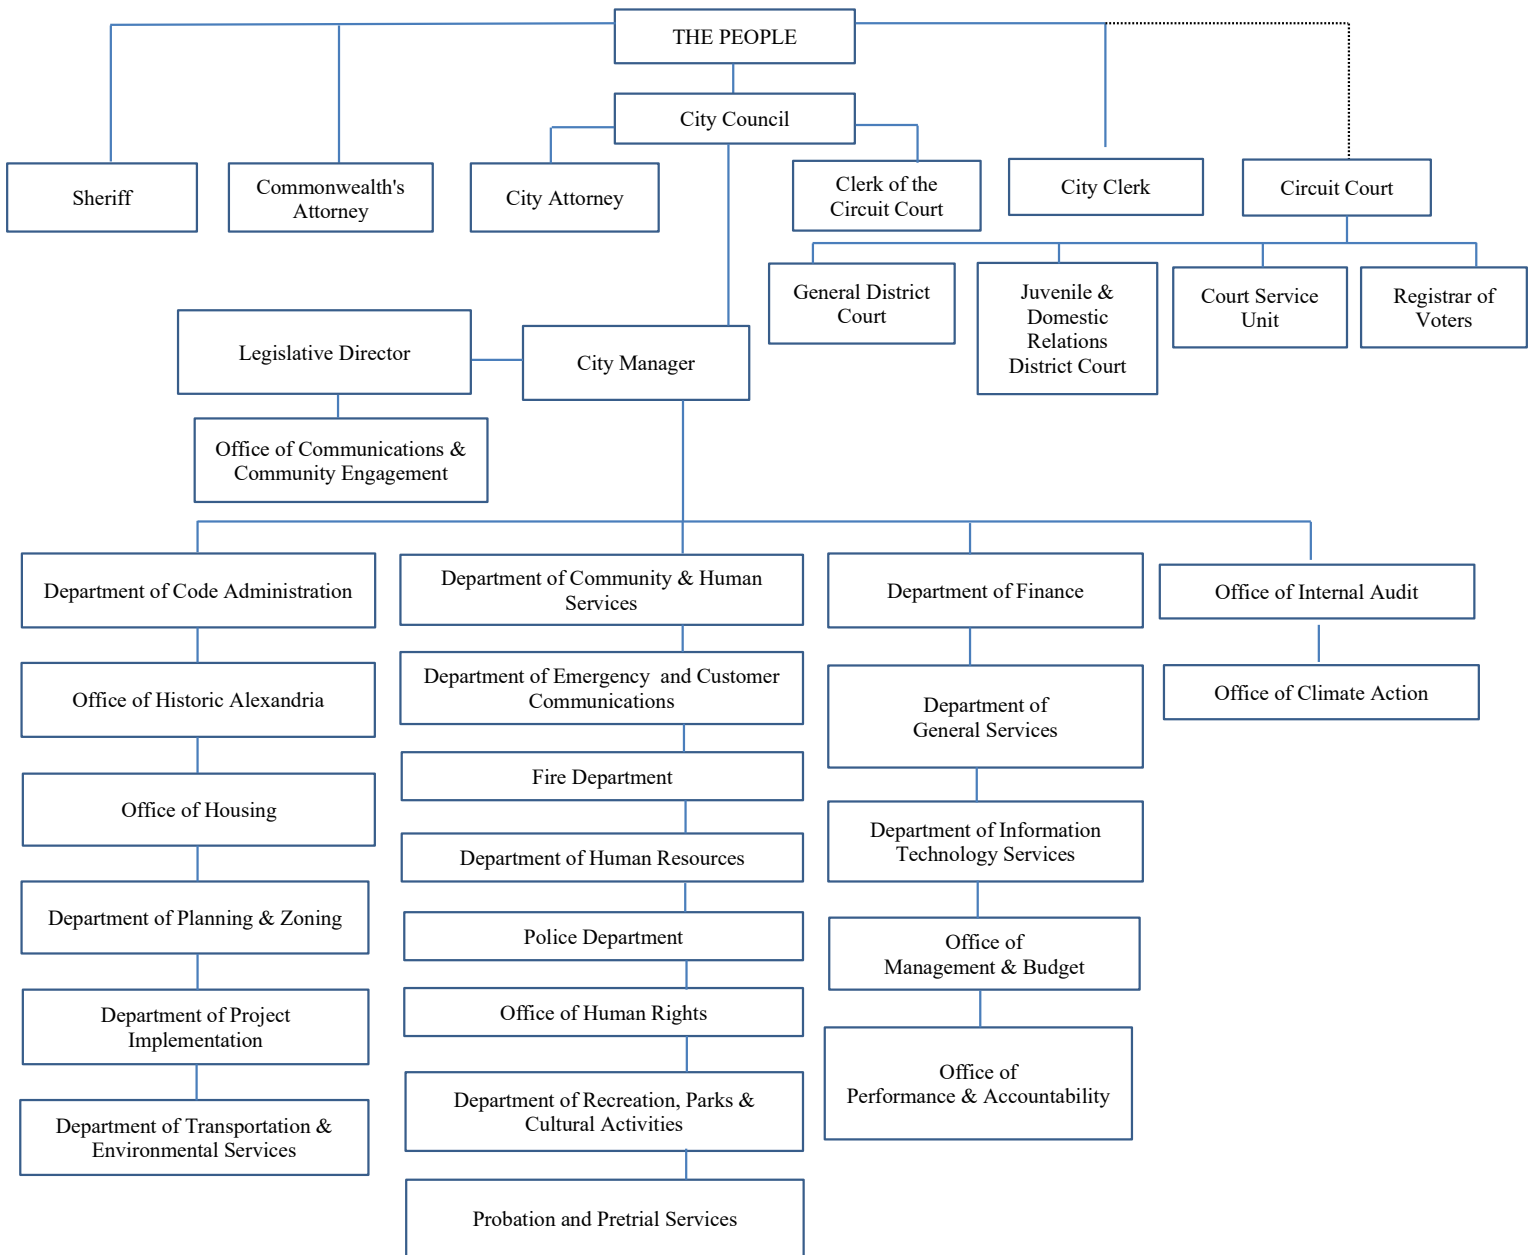 THE PEOPLE
City Council
Sheriff
Commonwealth's
Attorney
City Attorney
Clerk of the
Circuit Court
City Clerk
Circuit Court
General District
Court
Juvenile &
Domestic
Relations
District Court
Court Service
Unit
Registrar of
Voters
Legislative Director
City Manager
Office of Communications &
Community Engagement
Department of Code Administration
Office of Historic Alexandria
Office of Housing
Department of Planning & Zoning
Department of Project
Implementation
Department of Transportation &
Environmental Services
Department of Community & Human
Services
Department of Emergency  and Customer
Communications
Fire Department
Department of Human Resources
Police Department
Office of Human Rights
Department of Recreation, Parks &
Cultural Activities
Probation and Pretrial Services
Department of Finance
Department of
General Services
Department of Information
Technology Services
Office of
Management & Budget
Office of
Performance & Accountability
Office of Internal Audit
Office of Climate Action